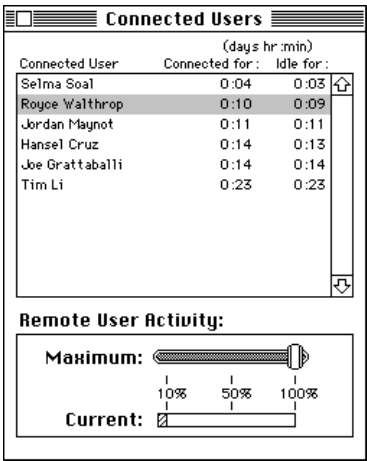 Connected Users
(days hr:min)
Connected User Connected for: Idle for:
Selma Soal 0:04 0:03
Royce Walthrop 0:10 0:09
Jordan Maynot 0:11 0:11
Hansel Cruz 0:14 0:13
Joe Grattaballi 0:14 0:14
Tim Li 0:23 0:23
Remote User Activity:
Maximum:
10% 50% 100%
Current: